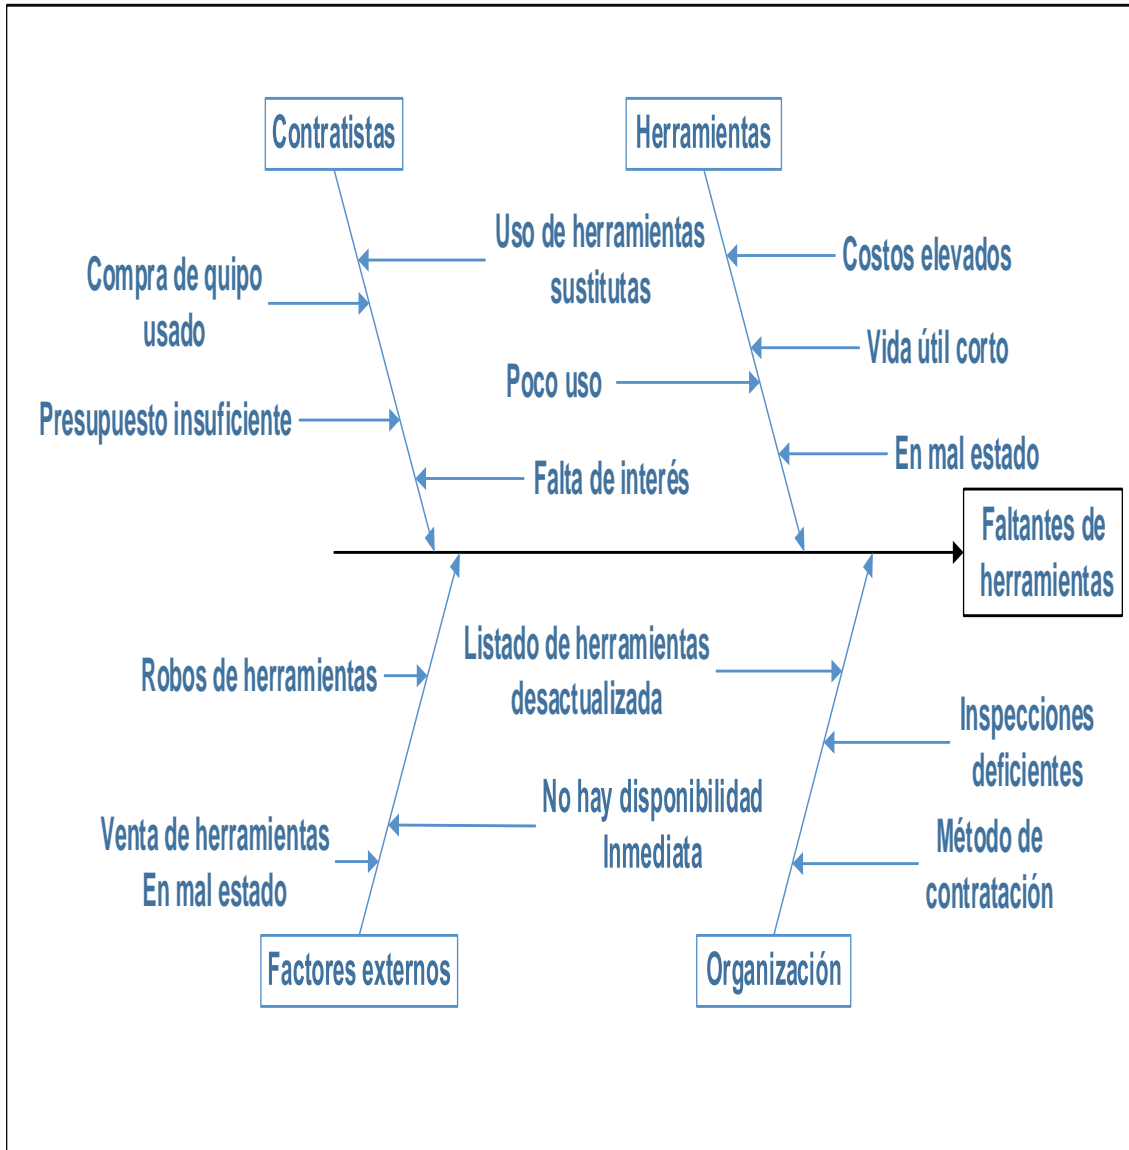 Contratistas
Herramientas
Uso de herramientas
sustitutas
Costos elevados
Compra de quipo
usado
Vida útil corto
Poco uso
Presupuesto insuficiente
En mal estado
Falta de interés
Faltantes de
herramientas
Robos de herramientas
Listado de herramientas
desactualizada
Inspecciones
deficientes
No hay disponibilidad
Inmediata
Venta de herramientas
En mal estado
Método de
contratación
Factores externos
Organización